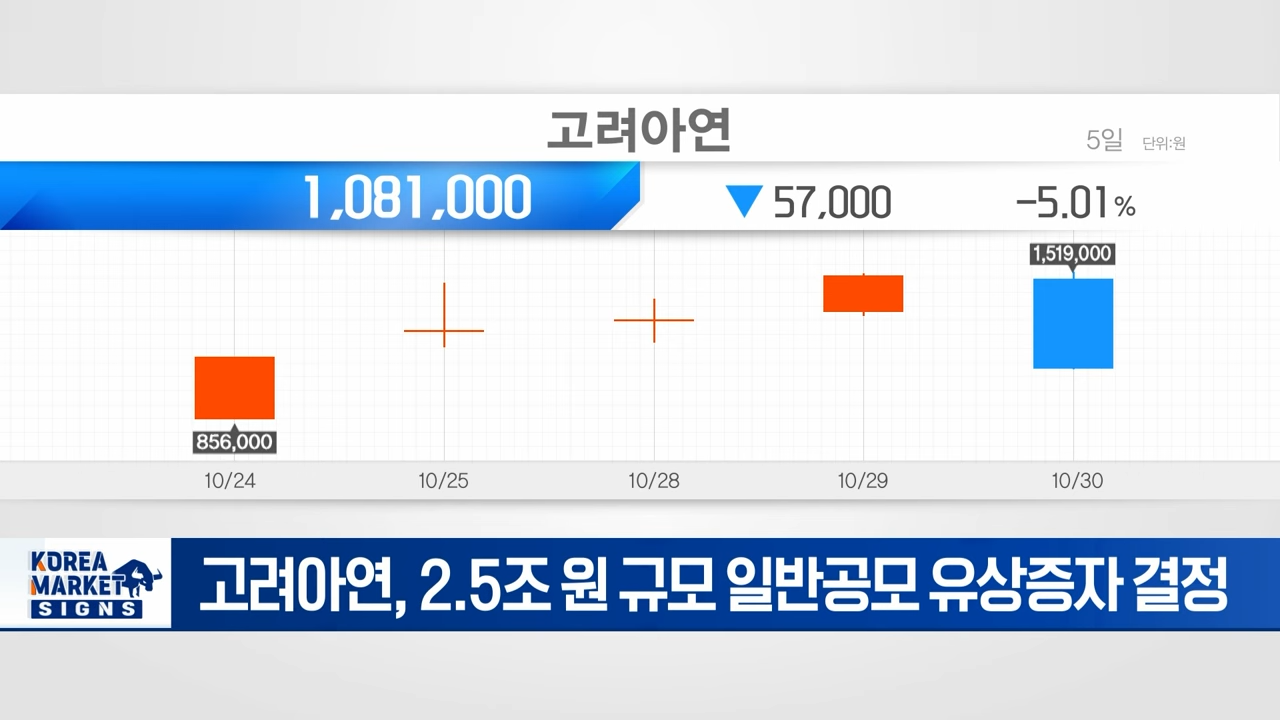 고려아연
5일 단위:원
1,081,000 ▼ 57,000 -5.01%
1,519,000
856,000
10/24 10/25 10/28 10/29 10/30
KOREA
MARKET
SIGNS
고려아연, 2.5조 원 규모 일반공모 유상증자 결정